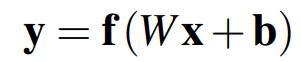 y = f(Wx+b)